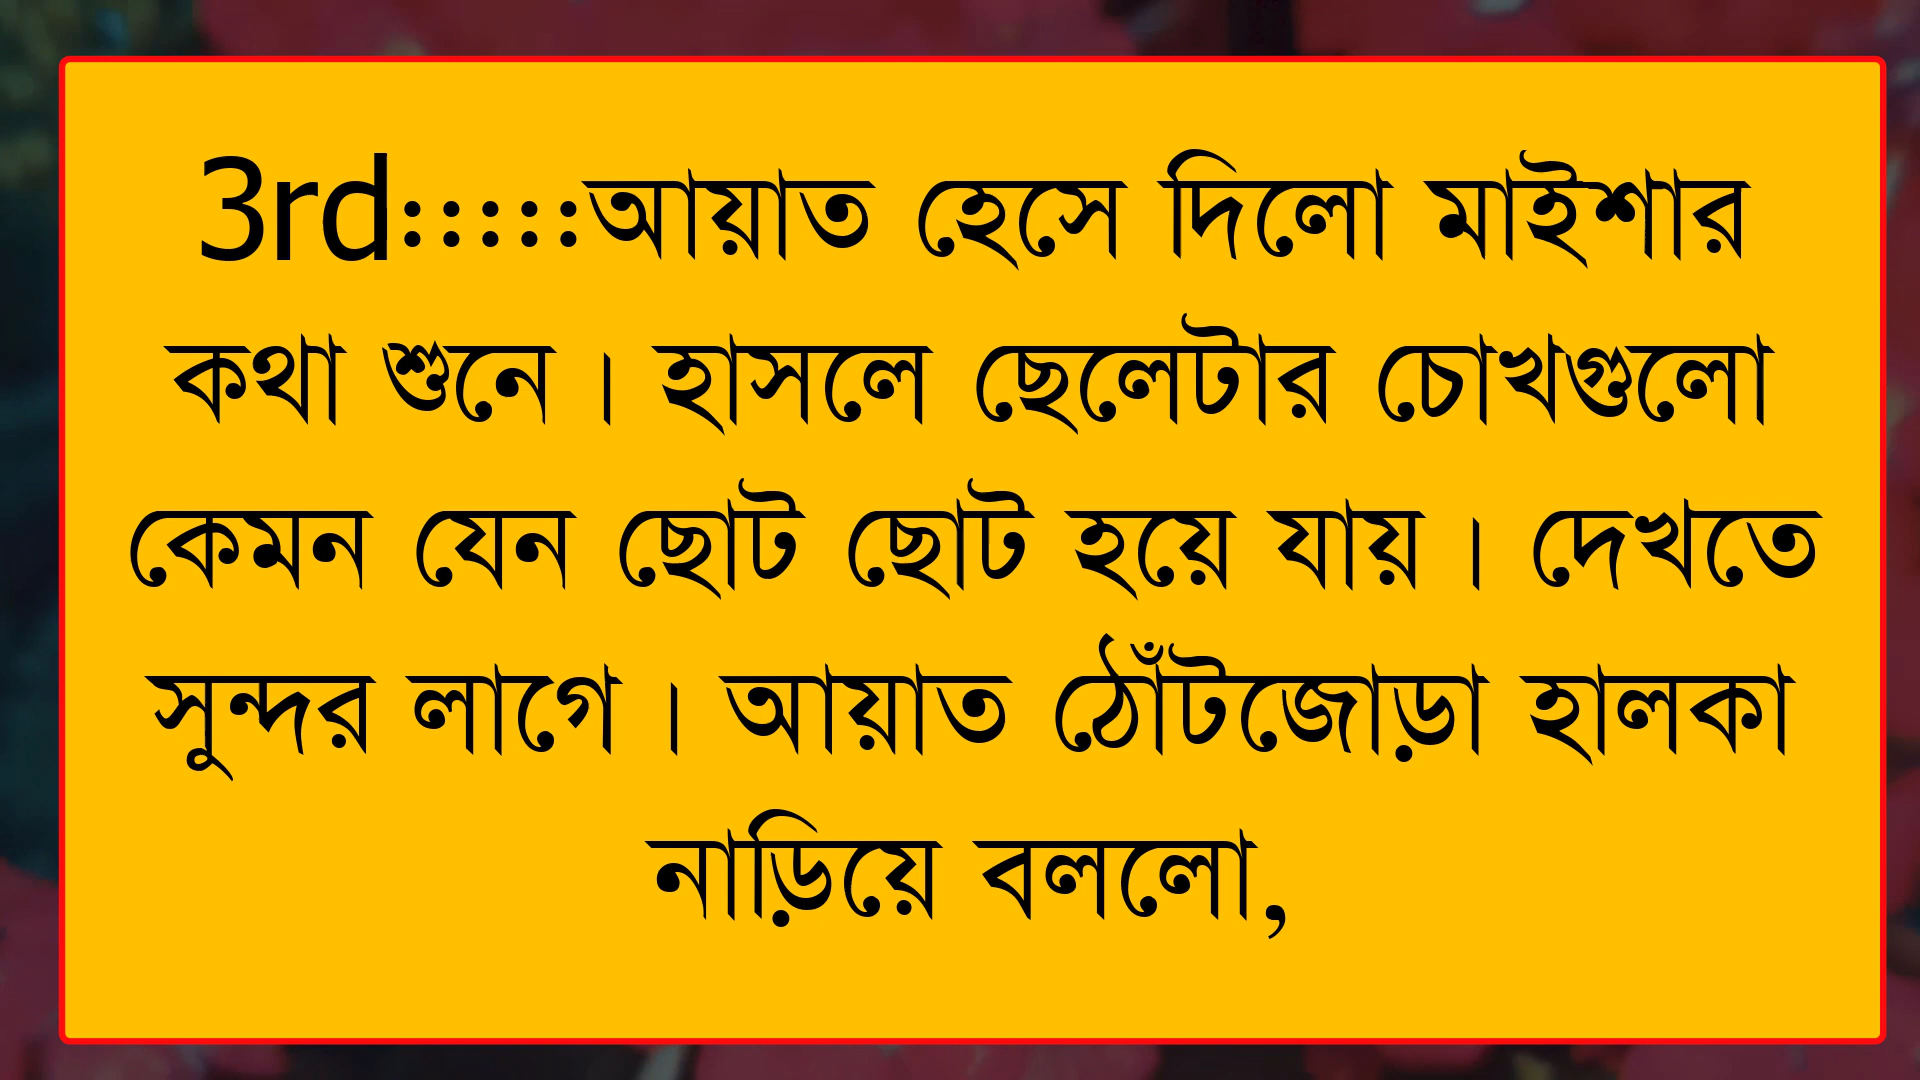 3rd:::::আয়াত হেসে দিলো মাইশার
কথা শুনে। হাসলে ছেলেটার চোখগুলো
কেমন যেন ছোট ছোট হয়ে যায়। দেখতে
সুন্দর লাগে। আয়াত ঠোঁটজোড়া হালকা
নাড়িয়ে বললো,